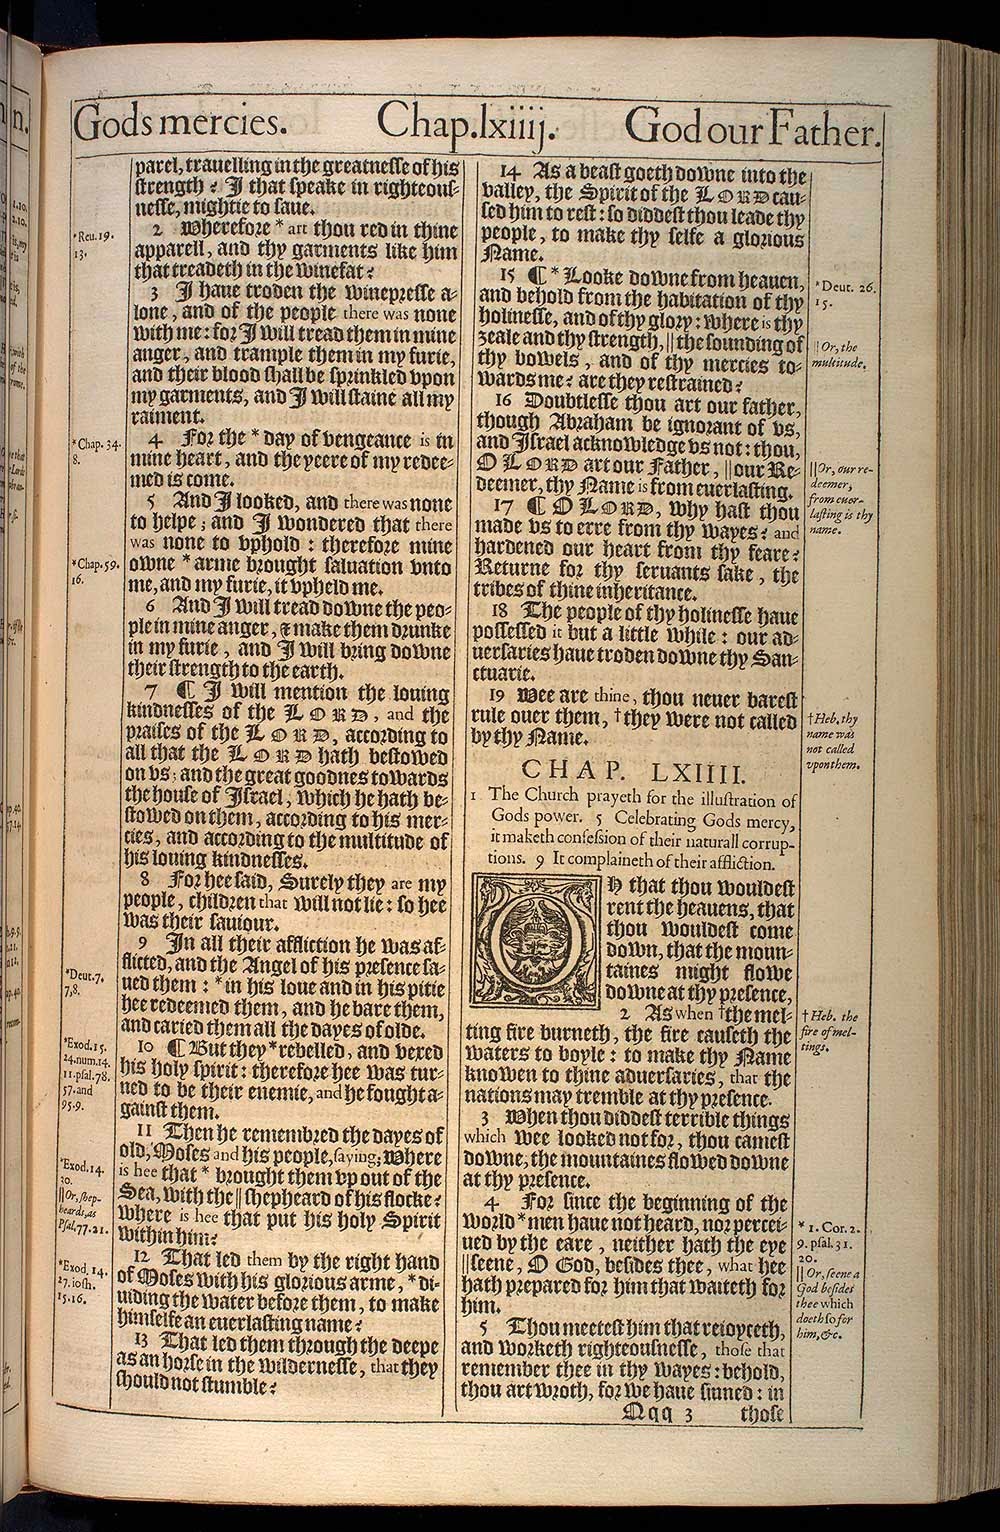 Gods mercies. Chap.lxiiij. God our Father.
parel, trauelling in the greatnesse of his
strength? I that speake in righteous-
nesse, mightie to saue.
2 Wherefore * art thou red in thine
apparell, and thy garments like him
that treadeth in the winefat?
3 I haue troden the winepresse a-
lone, and of the people there was none
with me: for I will tread them in mine
anger, and trample them in my furie,
and their blood shall be sprinkled vpon
my garments, and I will staine all my
raiment.
4 For the * day of vengeance is in
mine heart, and the yeere of my redee-
med is come.
5 And I looked, and there was none
to helpe; and I wondered that there
was none to vphold: therefore mine
owne * arme brought saluation vnto
me, and my furie, it vpheld me.
6 And I will tread downe the peo-
ple in mine anger, & make them drunke
in my furie, and I will bring downe
their strength to the earth.
7 ¶ I will mention the louing
kindnesses of the LORD, and the
praises of the LORD, according to
all that the LORD hath bestowed
on vs; and the great goodnes towards
the house of Israel, which he hath be-
stowed on them, according to his mer-
cies, and according to the multitude of
his louing kindnesses.
8 For hee said, Surely they are my
people, children that will not lie: so hee
was their sauiour.
9 In all their affliction he was af-
flicted, and the Angel of his presence sa-
ued them: * in his loue and in his pitie
hee redeemed them, and he bare them,
and caried them all the dayes of olde.
10 ¶ But they * rebelled, and vexed
his holy spirit: therefore hee was tur-
ned to be their enemie, and he fought a-
gainst them.
11 Then he remembred the dayes of
old, Moses and his people, saying; Where
is hee that * brought them vp out of the
Sea, with the || shepheard of his flocke?
where is hee that put his holy Spirit
within him?
12 That led them by the right hand
of Moses with his glorious arme, * di-
uiding the water before them, to make
himselfe an euerlasting name?
13 That led them through the deepe
as an horse in the wildernesse, that they
should not stumble?
*Reu.19.
13.
*Chap.34.
8.
*Chap.59.
16.
*Deut.7.
7,8.
*Exod.15.
24.num.14.
11.psal.78.
57.and
95.9.
*Exod.14.
30.
||Or, shep-
heards, as
Psal,77.21.
*Exod.14.
27.iosh.
15.16.
14 As a beast goeth downe into the
valley, the Spirit of the LORD cau-
sed him to rest: so diddest thou leade thy
people, to make thy selfe a glorious
Name.
15 ¶ * Looke downe from heauen,
and behold from the habitation of thy
holinesse, and of thy glory: where is thy
zeale and thy strength, || the sounding of
thy bowels, and of thy mercies to-
wards me? are they restrained?
16 Doubtlesse thou art our father,
though Abraham be ignorant of vs,
and Israel acknowledge vs not: thou,
O LORD art our Father, || our Re-
deemer, thy Name is from euerlasting.
17 ¶ O LORD, why hast thou
made vs to erre from thy wayes? and
hardened our heart from thy feare?
Returne for thy seruants sake, the
tribes of thine inheritance.
18 The people of thy holinesse haue
possessed it but a little while: our ad-
uersaries haue troden downe thy San-
ctuarie.
19 Wee are thine, thou neuer barest
rule ouer them, † they were not called
by thy Name.
CHAP. LXIIII.
1 The Church prayeth for the illustration of
Gods power. 5 Celebrating Gods mercy,
it maketh confession of their naturall corrup-
tions. 9 It complaineth of their affliction.
OH that thou wouldest
rent the heauens, that
thou wouldest come
down, that the moun-
taines might flowe
downe at thy presence,
2 As when † the mel-
ting fire burneth, the fire causeth the
waters to boyle: to make thy Name
knowen to thine aduersaries, that the
nations may tremble at thy presence.
3 When thou diddest terrible things
which wee looked not for, thou camest
downe, the mountaines flowed downe
at thy presence.
4 For since the beginning of the
world * men haue not heard, nor percei-
ued by the eare, neither hath the eye
|| seene, O God, besides thee, what hee
hath prepared for him that waiteth for
him.
5 Thou meetest him that reioyceth,
and worketh righteousnesse, those that
remember thee in thy wayes: behold,
thou art wroth, for we haue sinned: in
Nqq 3 those
*Deut. 26.
15.
||Or, the
multitude.
||Or, our re-
deemer,
from euer-
lasting is thy
name.
†Heb. thy
name was
not called
vpon them.
†Heb. the
fire of mel-
tings.
* 1. Cor. 2.
9. psal. 31.
20.
||Or, seene a
God besides
thee which
doeth so for
him, &c.